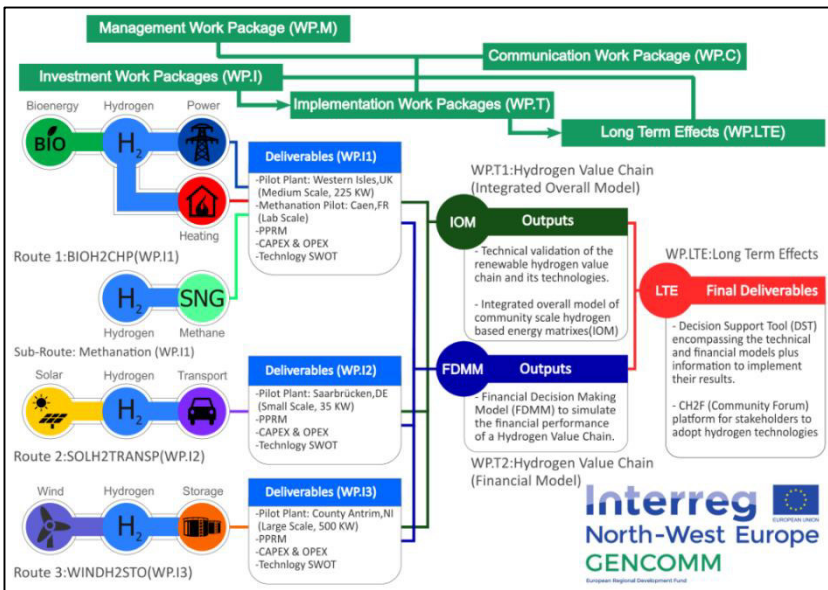 Management Work Package (WP.M)
Communication Work Package (WP.C)
Investment Work Packages (WP.I)
Implementation Work Packages (WP.T)
Long Term Effects (WP.LTE)
Bioenergy
Hydrogen
Power
BIO
H2
Heating
Route 1:BIOH2CHP(WP.I1)
H2
SNG
Hydrogen
Methane
Sub-Route: Methanation (WP.I1)
Solar
Hydrogen
Transport
H2
Route 2:SOLH2TRANSP(WP.I2)
Wind
Hydrogen
Storage
H2
Route 3:WINDH2STO(WP.I3)
Deliverables (WP.I1)
-Pilot Plant: Western Isles,UK
(Medium Scale, 225 KW)
-Methanation Pilot: Caen,FR
(Lab Scale)
-PPRM
-CAPEX & OPEX
-Technlogy SWOT
Deliverables (WP.I2)
-Pilot Plant: Saarbrücken,DE
(Small Scale, 35 KW)
-PPRM
-CAPEX & OPEX
-Technlogy SWOT
Deliverables (WP.I3)
-Pilot Plant: County Antrim,NI
(Large Scale, 500 KW)
-PPRM
-CAPEX & OPEX
-Technlogy SWOT
WP.T1:Hydrogen Value Chain
(Integrated Overall Model)
IOM
Outputs
- Technical validation of the
renewable hydrogen value
chain and its technologies.
- Integrated overall model of
community scale hydrogen
based energy matrixes(IOM)
FDMM
Outputs
- Financial Decision Making
Model (FDMM) to simulate
the financial performance
of a Hydrogen Value Chain.
WP.T2:Hydrogen Value Chain
(Financial Model)
WP.LTE:Long Term Effects
LTE
Final Deliverables
- Decision Support Tool (DST)
encompassing the technical
and financial models plus
information to implement
their results.
- CH2F (Community Forum)
platform for stakeholders to
adopt hydrogen technologies
Interreg
EUROPEAN UNION
North-West Europe
GENCOMM
European Regional Development Fund